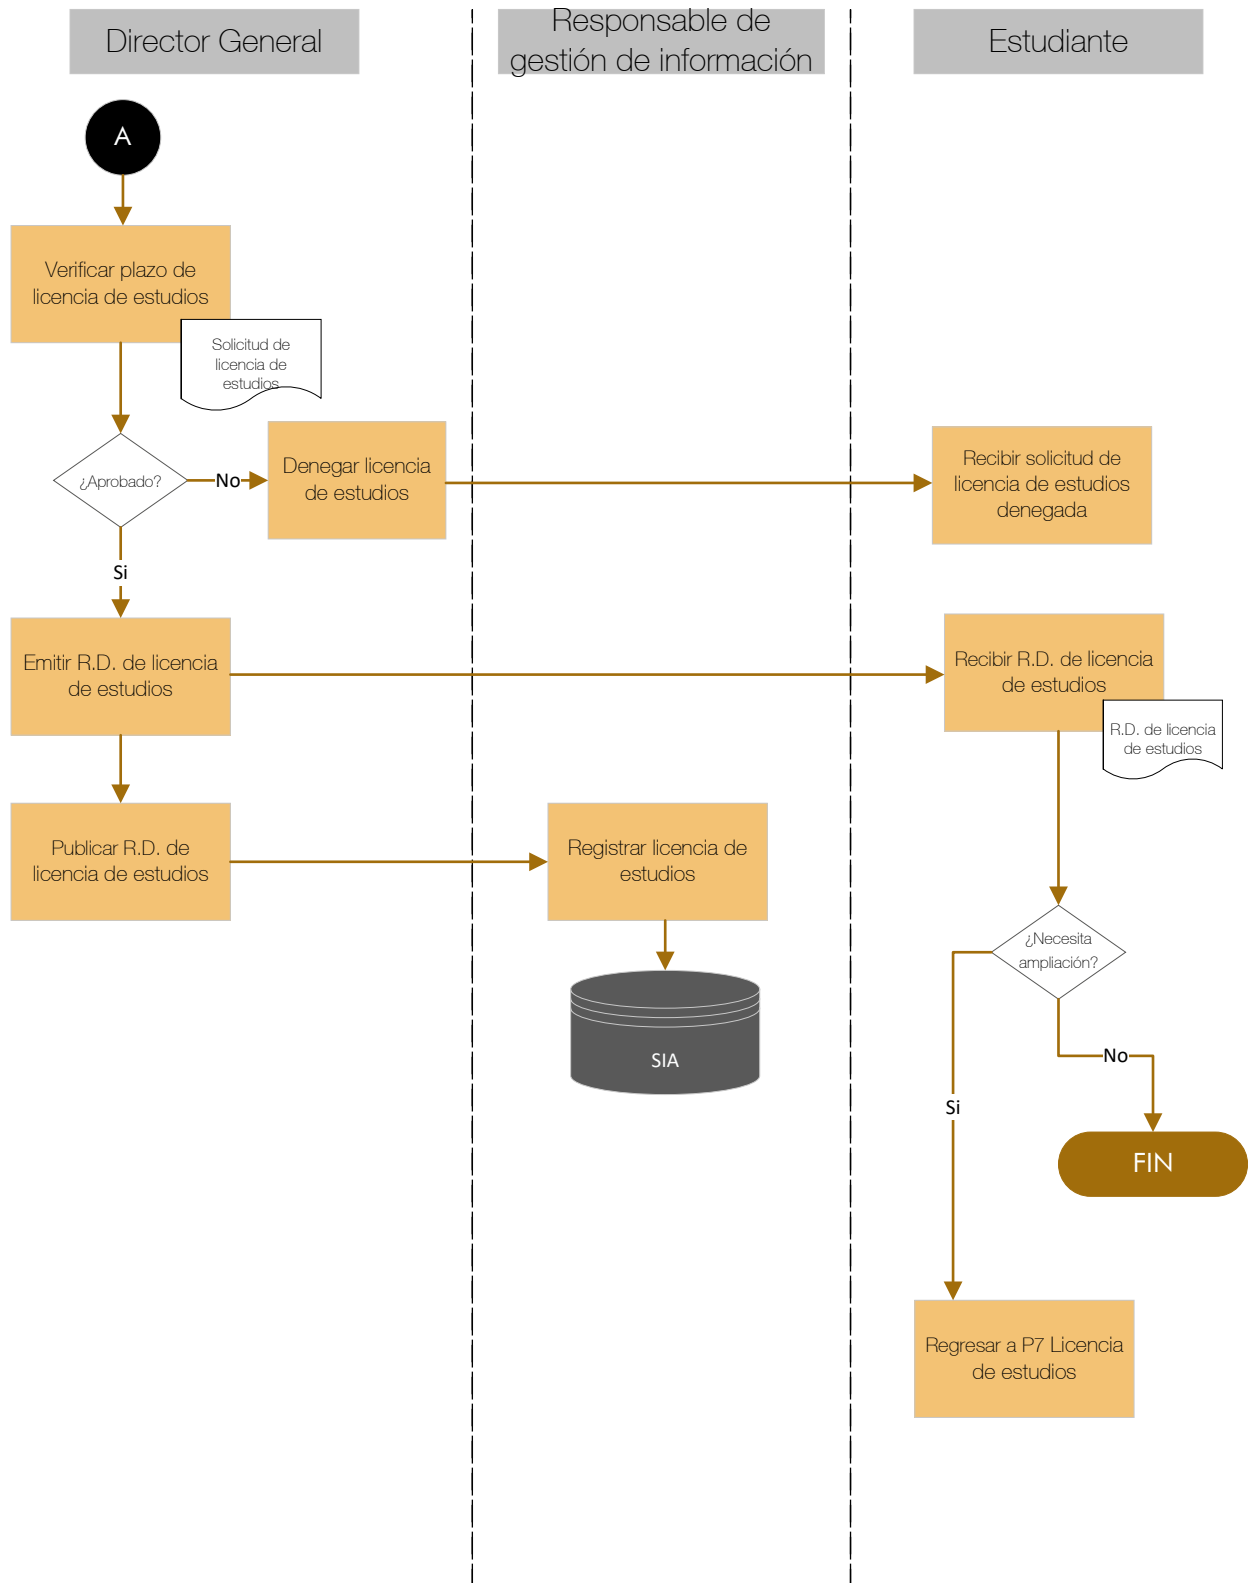 Director General
Responsable de
gestión de información
Estudiante
A
Verificar plazo de
licencia de estudios
Solicitud de
licencia de
estudios
¿Aprobado?
No
Denegar licencia
de estudios
Recibir solicitud de
licencia de estudios
denegada
Si
Emitir R.D. de licencia
de estudios
Recibir R.D. de licencia
de estudios
R.D. de licencia
de estudios
Publicar R.D. de
licencia de estudios
Registrar licencia de
estudios
¿Necesita
ampliación?
SIA
No
Si
FIN
Regresar a P7 Licencia
de estudios